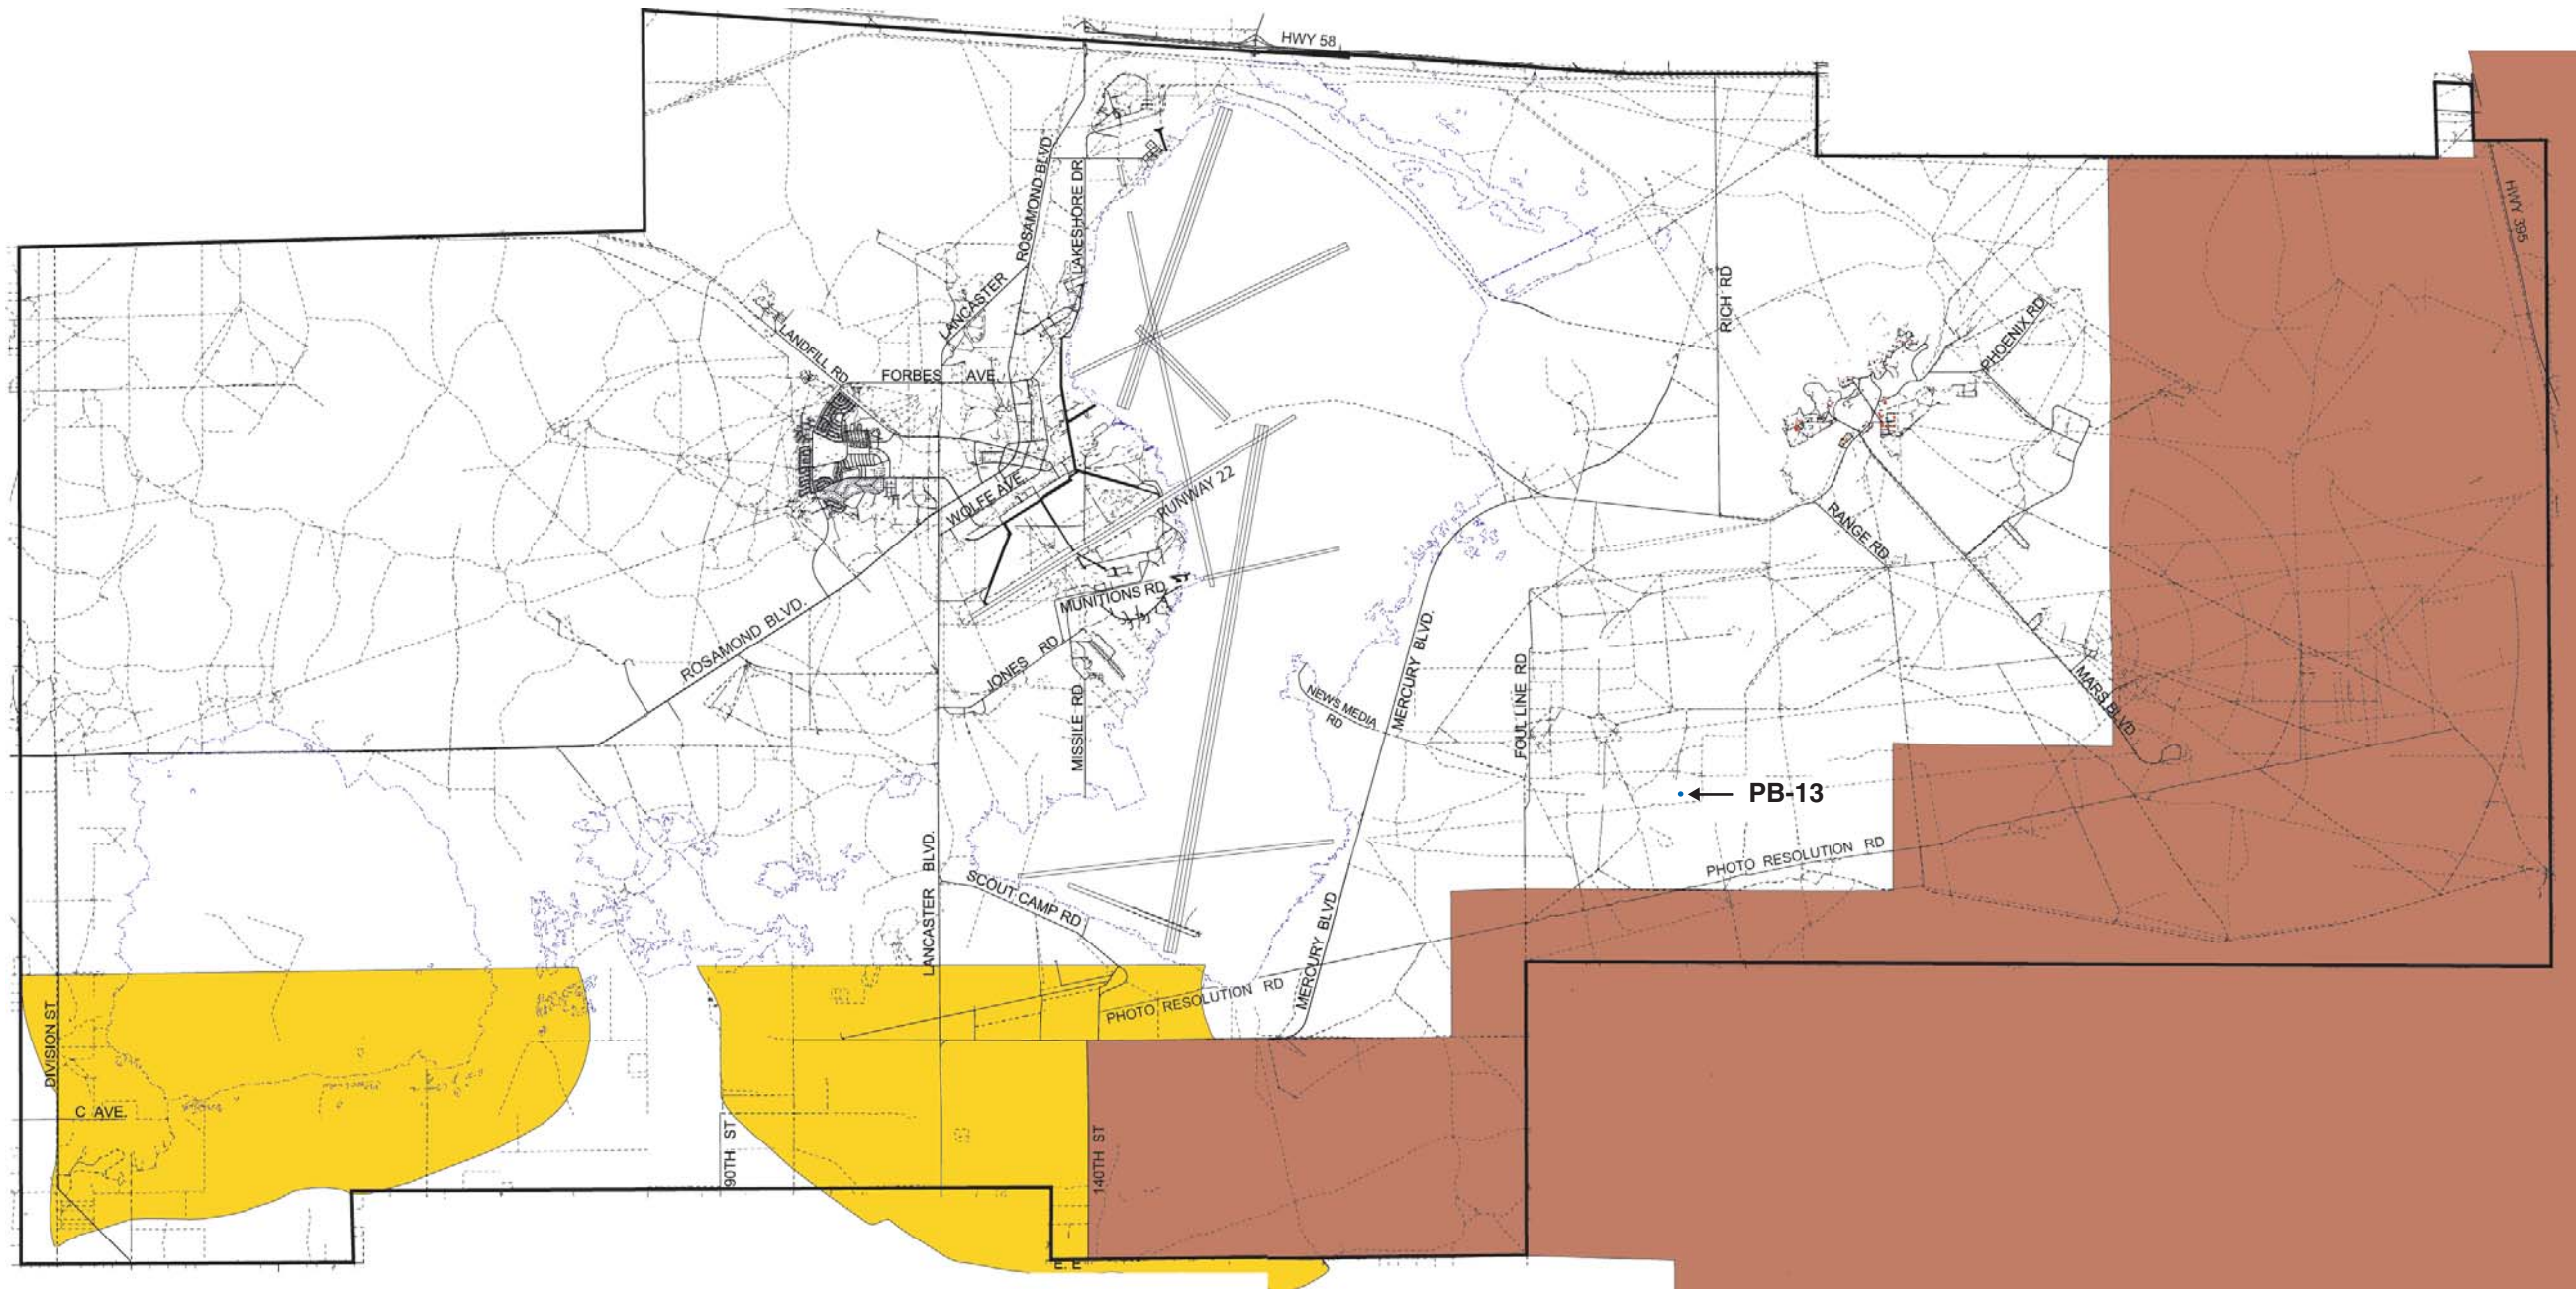 HWY 58
ROSAMOND BLVD.
LAKESHORE DR
HWY 395
LANCASTER
RICH RD
PHOENIX RD
LANDFILL RD
FORBES AVE.
WOLFE AVE.
RUNWAY 22
RANGE RD
MUNITIONS RD
ROSAMOND BLVD.
JONES RD
MISSILE RD
NEWS MEDIA
RD
MERCURY BLVD.
FOUL LINE RD
MARS BLVD.
PB-13
PHOTO RESOLUTION RD
LANCASTER BLVD.
SCOUT CAMP RD
MERCURY BLVD
PHOTO RESOLUTION RD
DIVISION ST
C AVE.
90TH ST
140TH ST
E. E